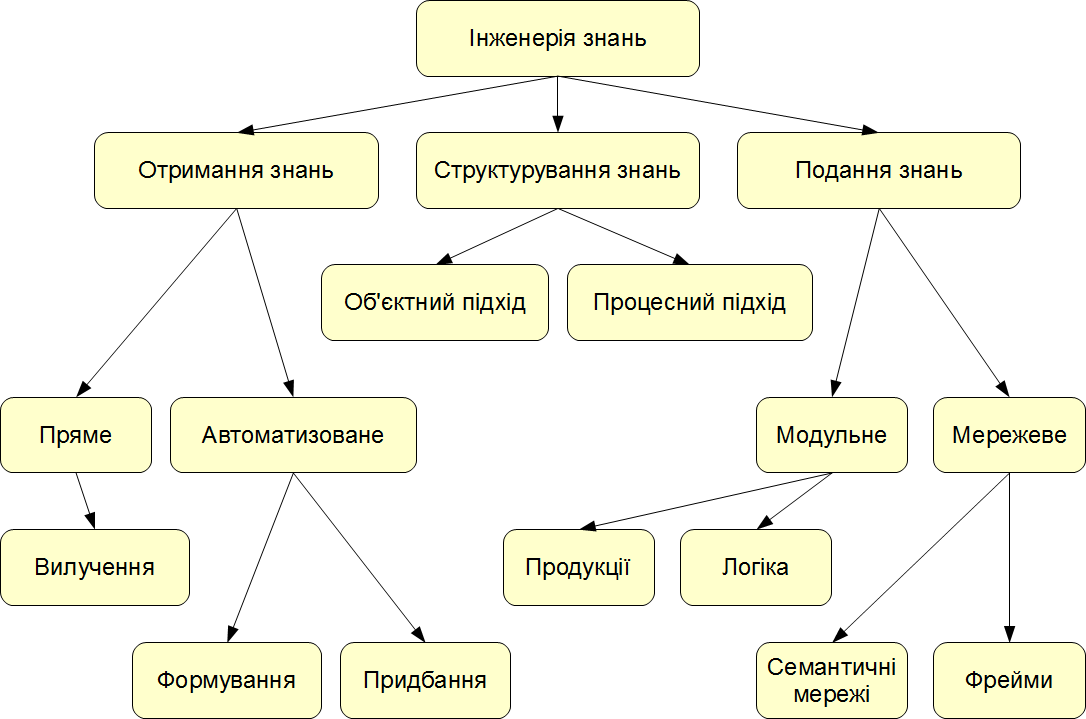 Інженерія знань
Отримання знань
Структурування знань
Подання знань
Об'єктний підхід
Процесний підхід
Пряме
Автоматизоване
Модульне
Мережеве
Вилучення
Продукції
Логіка
Формування
Придбання
Семантичні
мережі
Фрейми